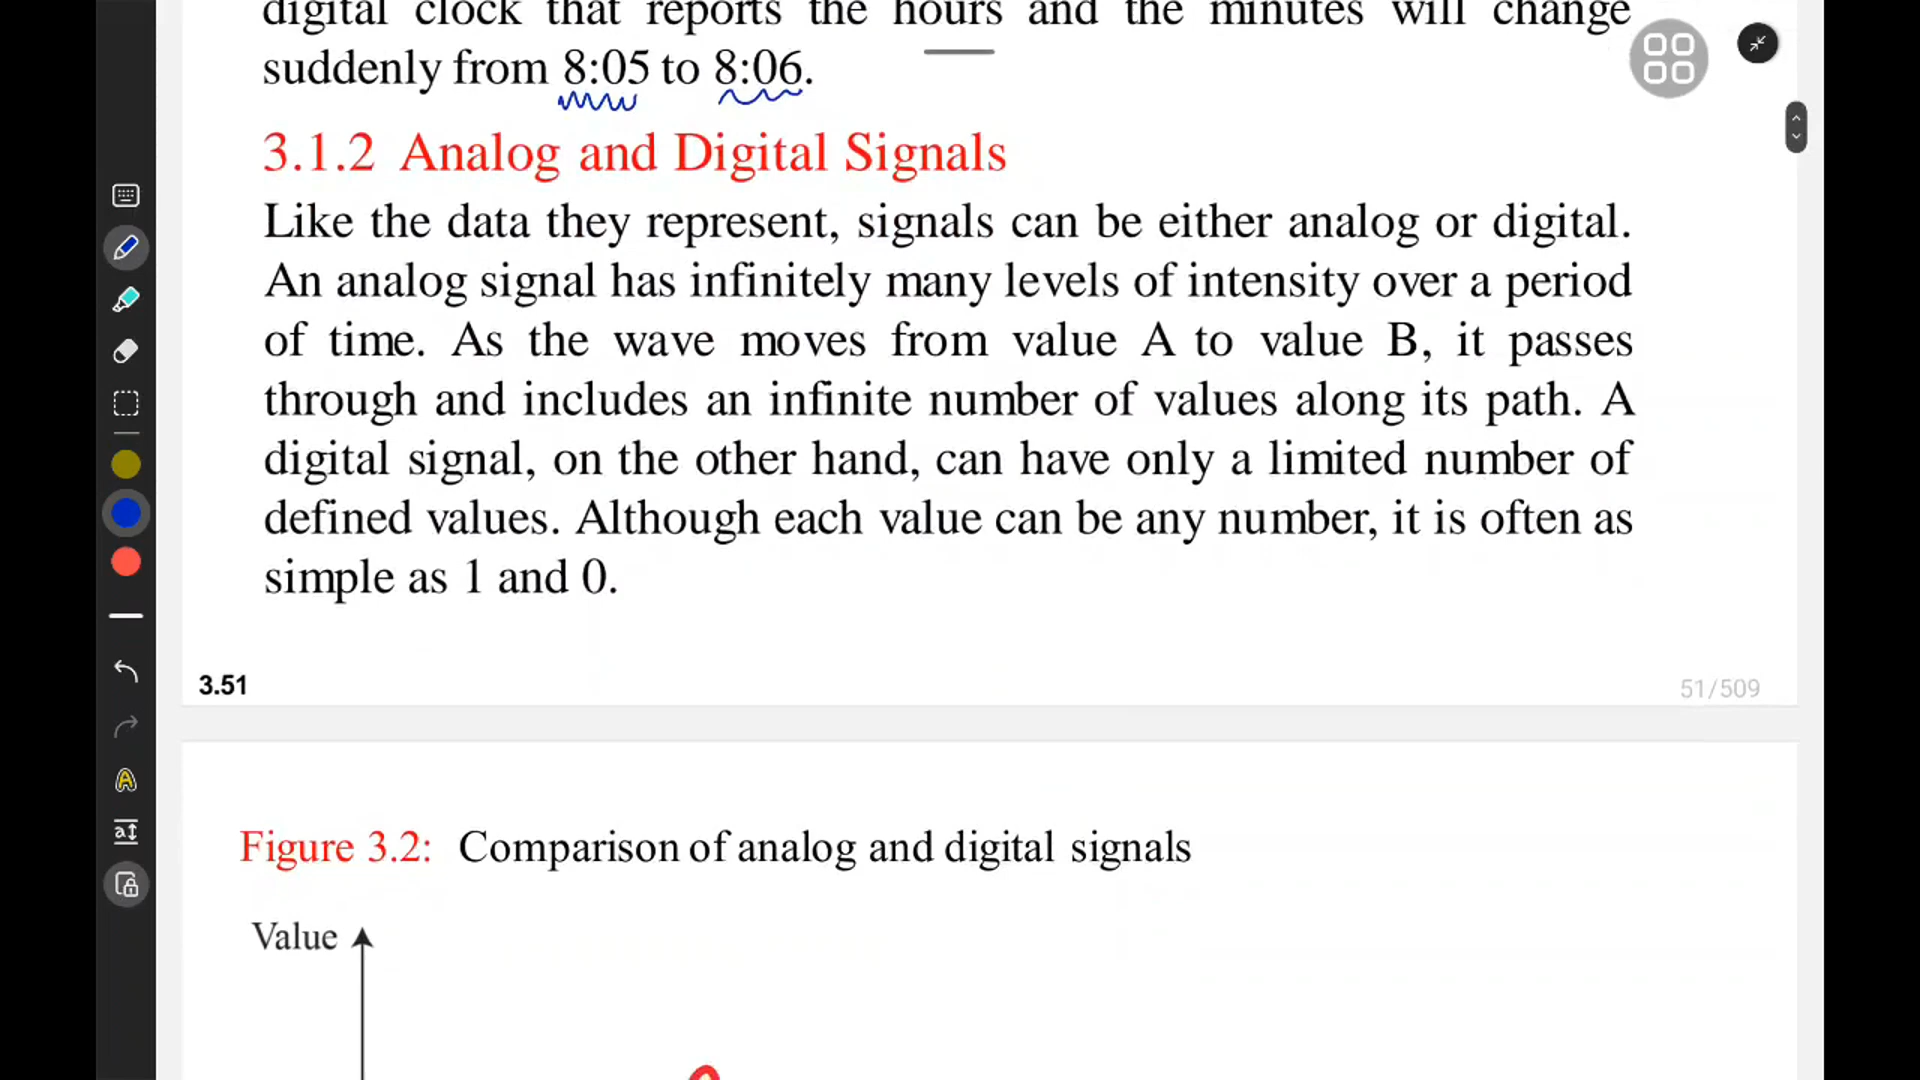 digital clock that reports the hours and the minutes will change
suddenly from 8:05 to 8:06.
3.1.2 Analog and Digital Signals
Like the data they represent, signals can be either analog or digital.
An analog signal has infinitely many levels of intensity over a period
of time. As the wave moves from value A to value B, it passes
through and includes an infinite number of values along its path. A
digital signal, on the other hand, can have only a limited number of
defined values. Although each value can be any number, it is often as
simple as 1 and 0.
3.51
51/509
Figure 3.2: Comparison of analog and digital signals
Value